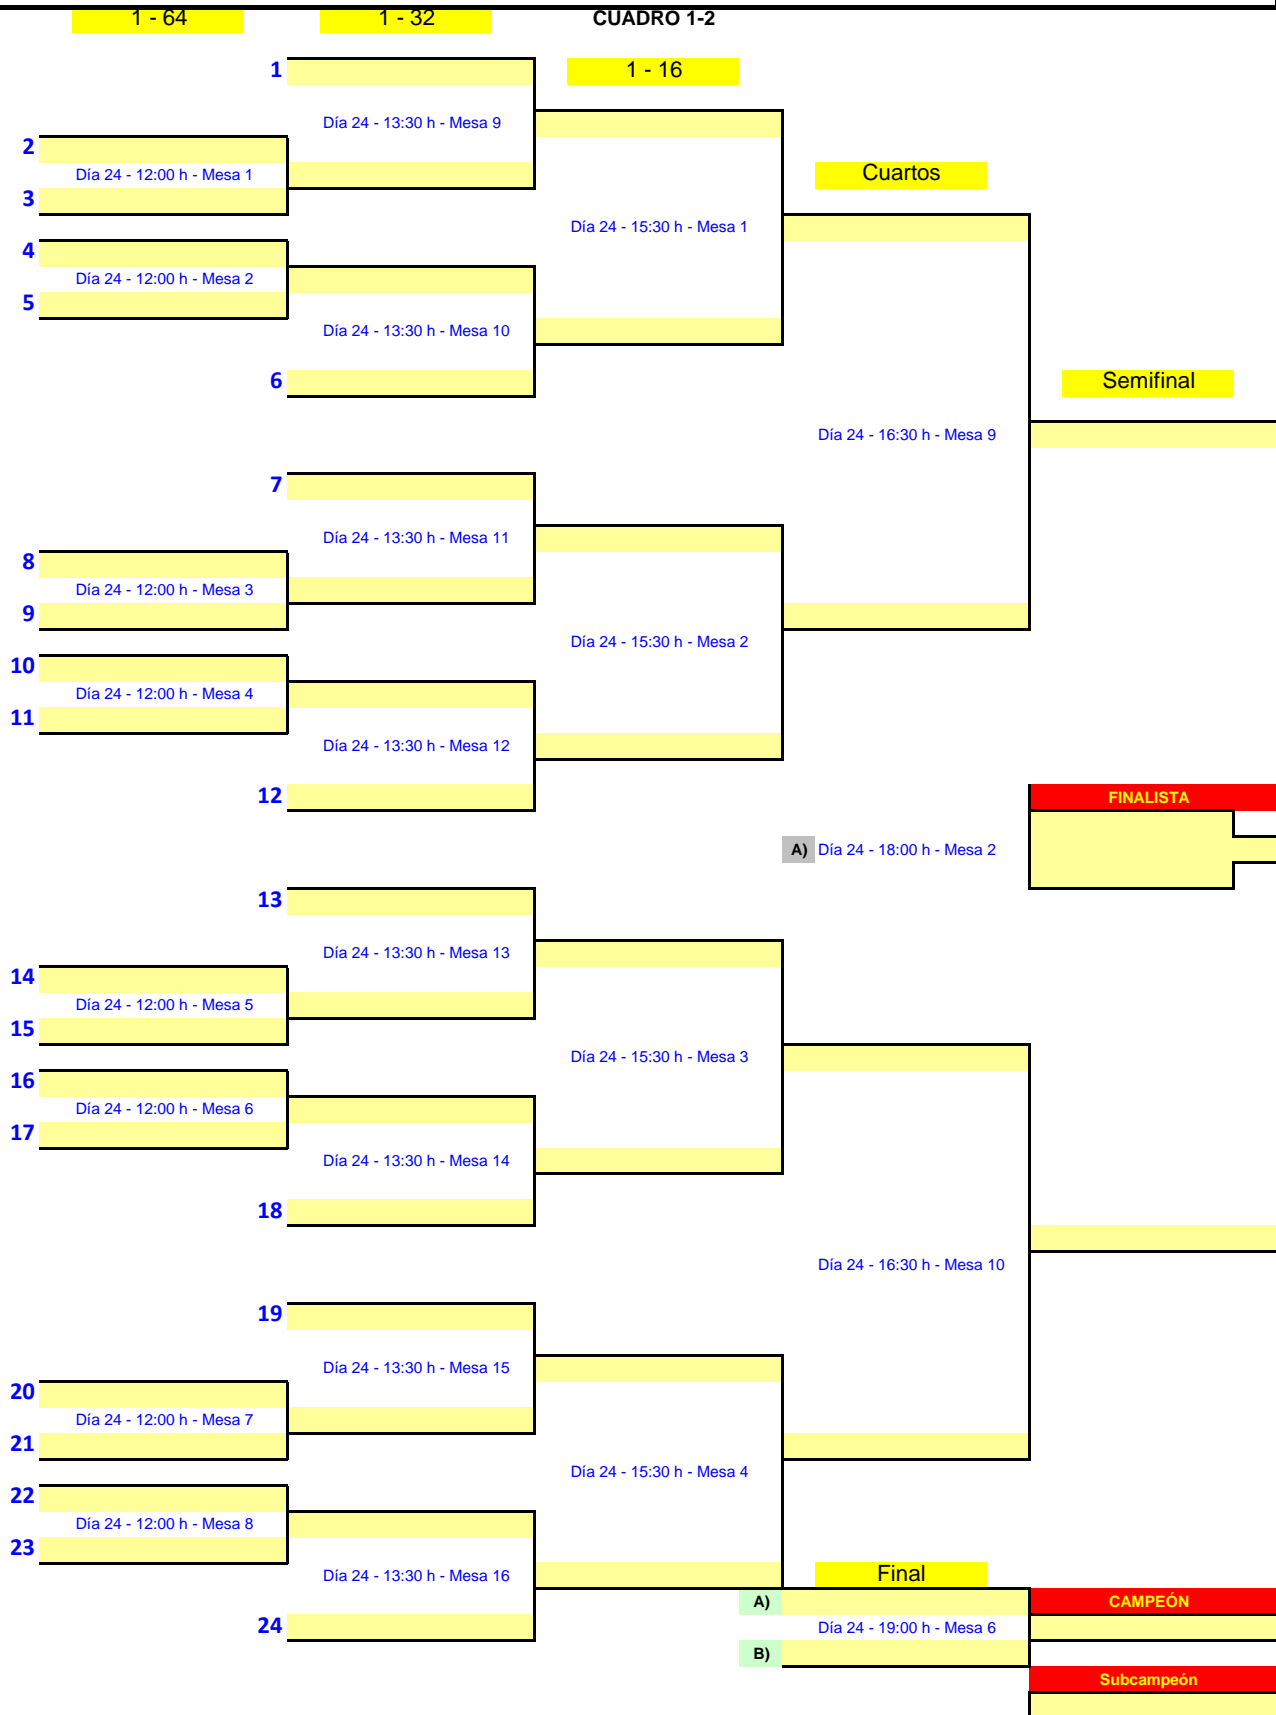 1 - 64
1 - 32
CUADRO 1-2
1
1 - 16
Día 24 - 13:30 h - Mesa 9
2
Día 24 - 12:00 h - Mesa 1
Cuartos
3
Día 24 - 15:30 h - Mesa 1
4
Día 24 - 12:00 h - Mesa 2
5
Día 24 - 13:30 h - Mesa 10
6
Semifinal
Día 24 - 16:30 h - Mesa 9
7
Día 24 - 13:30 h - Mesa 11
8
Día 24 - 12:00 h - Mesa 3
9
Día 24 - 15:30 h - Mesa 2
10
Día 24 - 12:00 h - Mesa 4
11
Día 24 - 13:30 h - Mesa 12
12
FINALISTA
A) Día 24 - 18:00 h - Mesa 2
13
Día 24 - 13:30 h - Mesa 13
14
Día 24 - 12:00 h - Mesa 5
15
Día 24 - 15:30 h - Mesa 3
16
Día 24 - 12:00 h - Mesa 6
17
Día 24 - 13:30 h - Mesa 14
18
Día 24 - 16:30 h - Mesa 10
19
Día 24 - 13:30 h - Mesa 15
20
Día 24 - 12:00 h - Mesa 7
21
Día 24 - 15:30 h - Mesa 4
22
Día 24 - 12:00 h - Mesa 8
23
Día 24 - 13:30 h - Mesa 16
Final
A)
CAMPEÓN
24
Día 24 - 19:00 h - Mesa 6
B)
Subcampeón